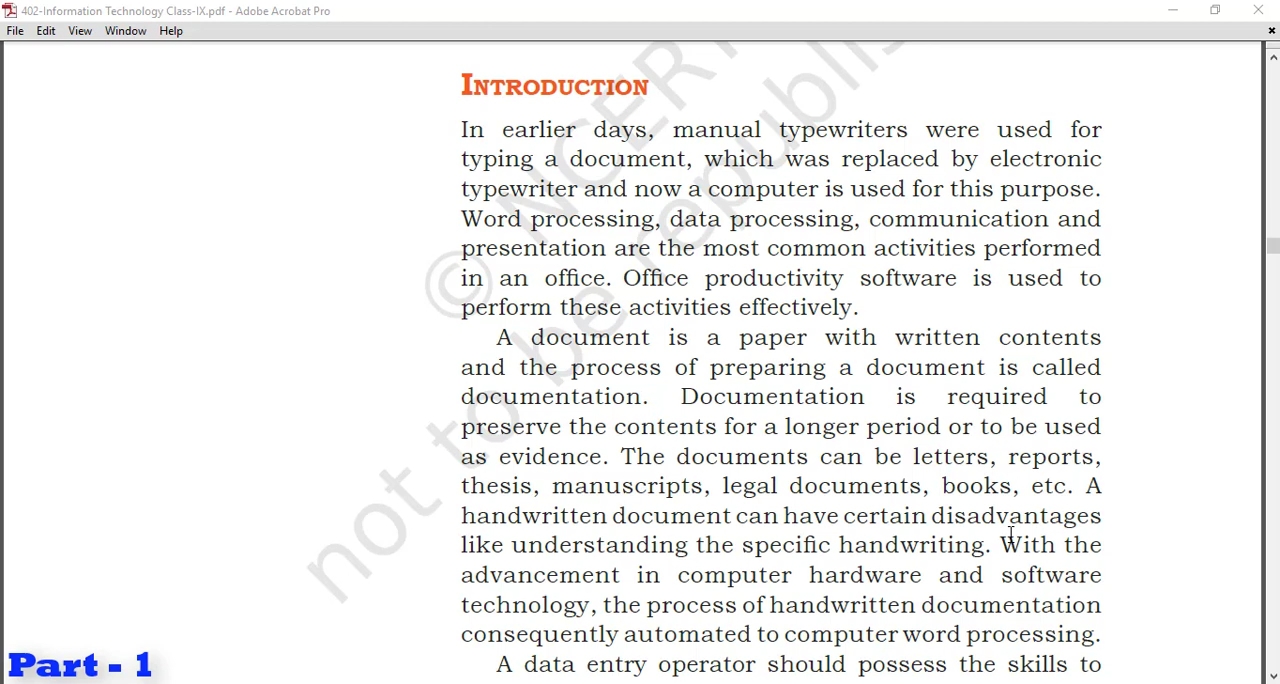 402-Information Technology Class-IX.pdf - Adobe Acrobat Pro
File Edit View Window Help
INTRODUCTION
In earlier days, manual typewriters were used for
typing a document, which was replaced by electronic
typewriter and now a computer is used for this purpose.
Word processing, data processing, communication and
presentation are the most common activities performed
in an office. Office productivity software is used to
perform these activities effectively.
A document is a paper with written contents
and the process of preparing a document is called
documentation. Documentation is required to
preserve the contents for a longer period or to be used
as evidence. The documents can be letters, reports,
thesis, manuscripts, legal documents, books, etc. A
handwritten document can have certain disadvantages
like understanding the specific handwriting. With the
advancement in computer hardware and software
technology, the process of handwritten documentation
consequently automated to computer word processing.
A data entry operator should possess the skills to
© NCERT
not to be republis
Part - 1